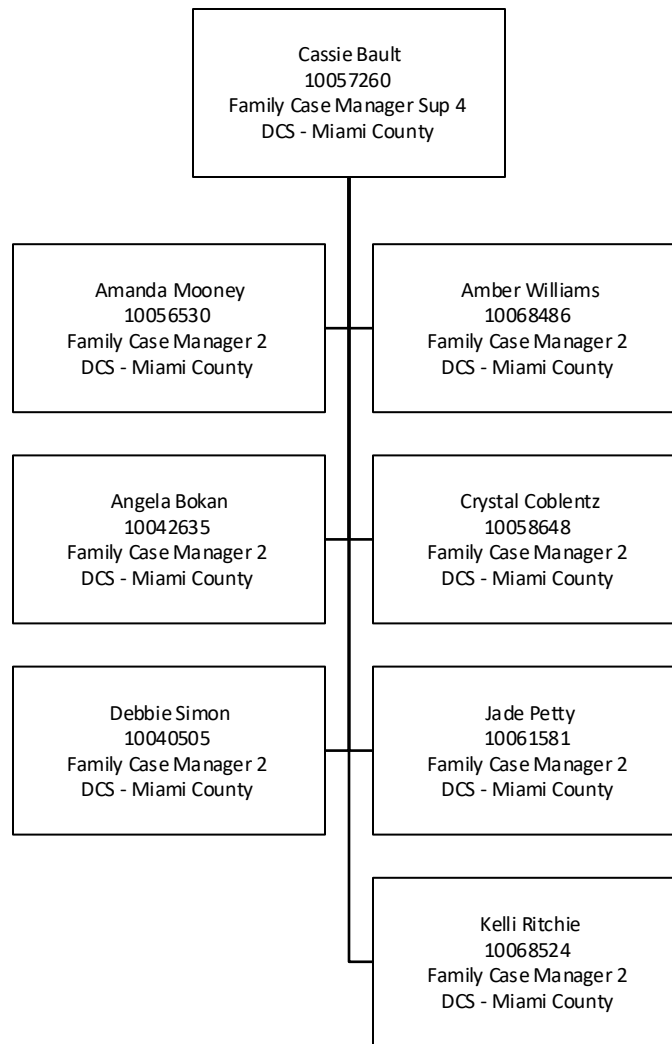 Cassie Bault
10057260
Family Case Manager Sup 4
DCS - Miami County
Amanda Mooney
10056530
Family Case Manager 2
DCS - Miami County
Amber Williams
10068486
Family Case Manager 2
DCS - Miami County
Angela Bokan
10042635
Family Case Manager 2
DCS - Miami County
Crystal Coblentz
10058648
Family Case Manager 2
DCS - Miami County
Debbie Simon
10040505
Family Case Manager 2
DCS - Miami County
Jade Petty
10061581
Family Case Manager 2
DCS - Miami County
Kelli Ritchie
10068524
Family Case Manager 2
DCS - Miami County